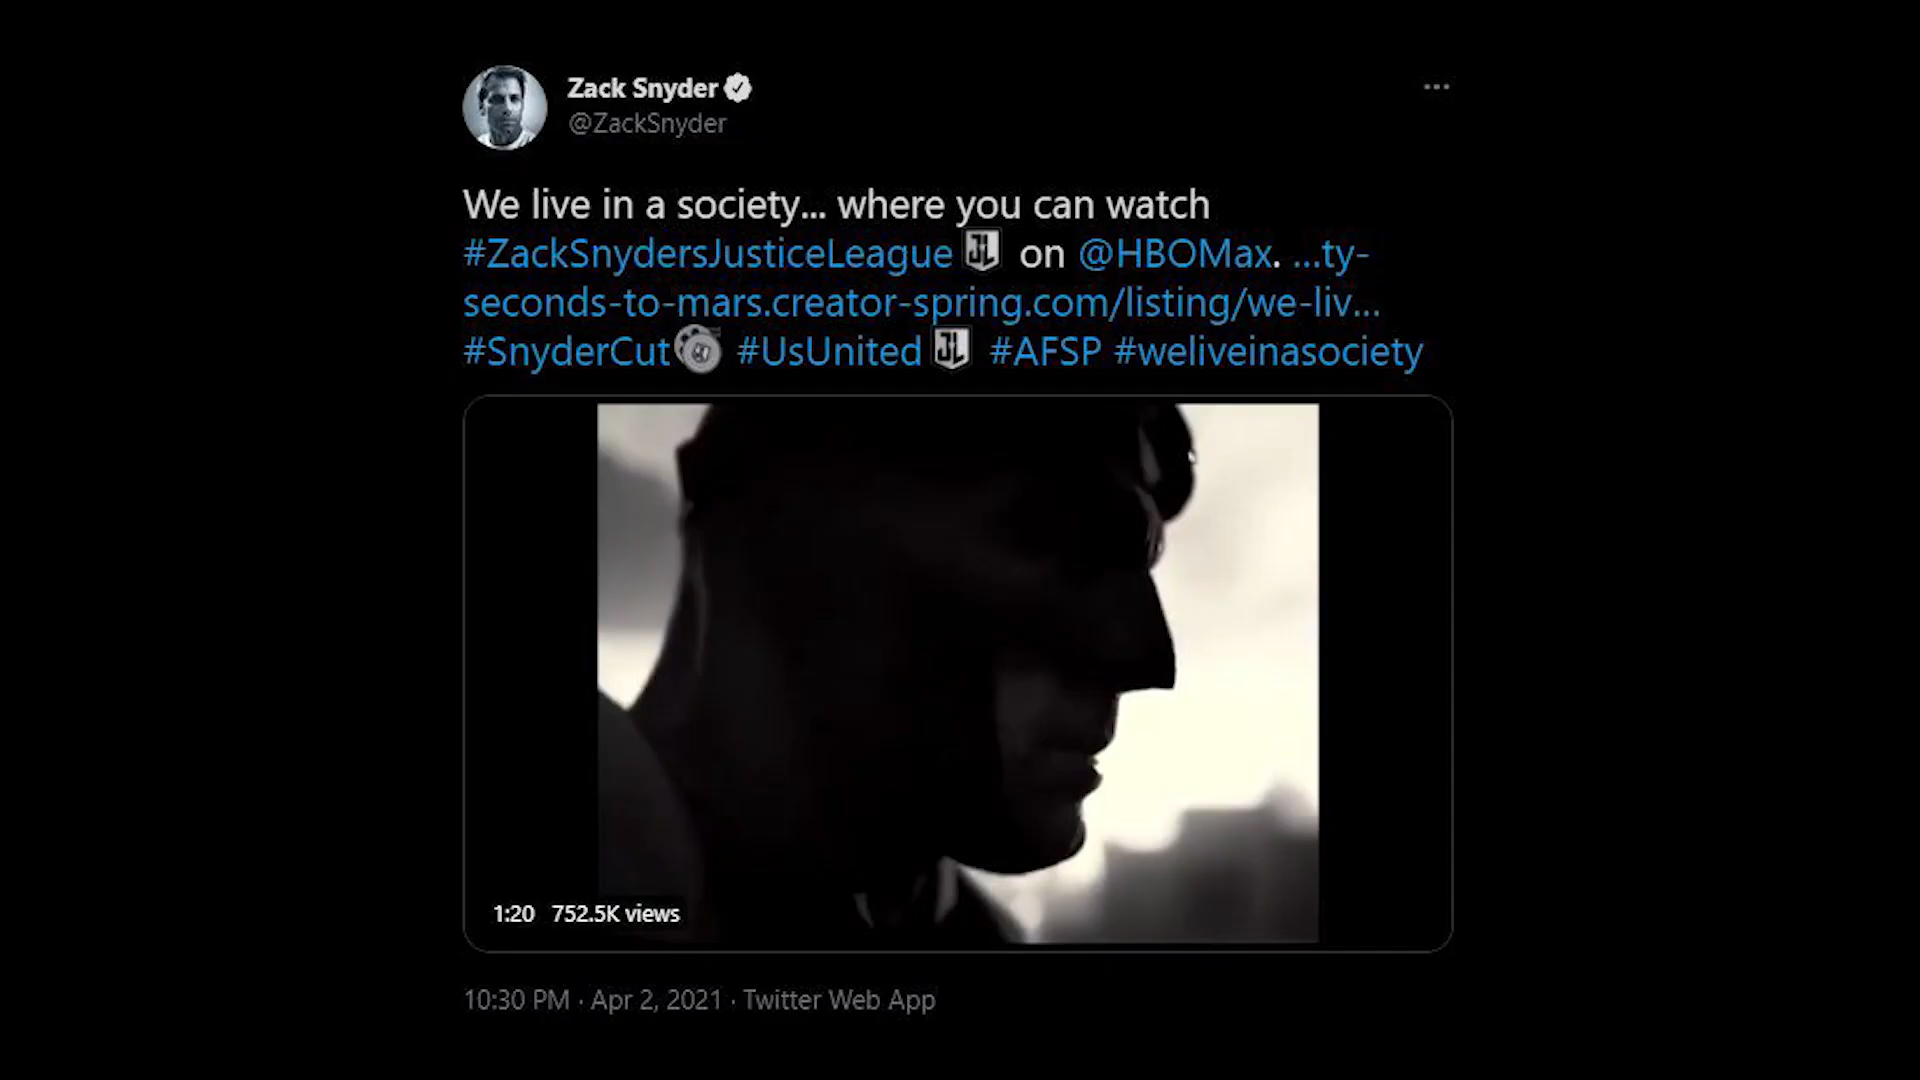 Zack Snyder
@ZackSnyder
We live in a society... where you can watch
#ZackSnydersJusticeLeague on @HBOMax. ...ty-
seconds-to-mars.creator-spring.com/listing/we-liv...
#SnyderCut #UsUnited #AFSP #weliveinasociety
1:20 752.5K views
10:30 PM · Apr 2, 2021 · Twitter Web App